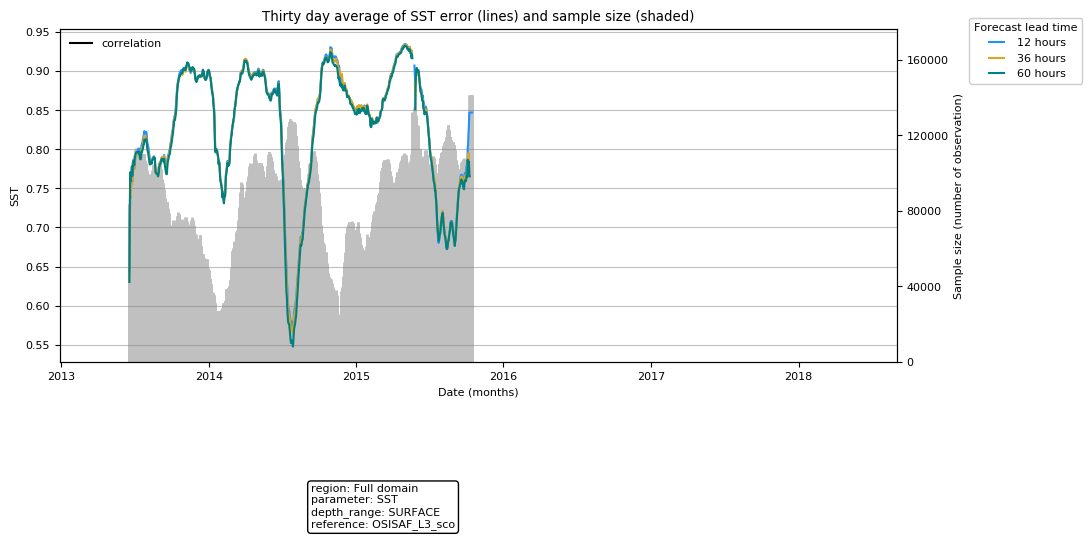 Thirty day average of SST error (lines) and sample size (shaded)
Forecast lead time
12 hours
36 hours
60 hours
correlation
0.95
0.90
0.85
0.80
0.75
0.70
0.65
0.60
0.55
SST
160000
120000
80000
40000
0
Sample size (number of observation)
2013 2014 2015 2016 2017 2018
Date (months)
region: Full domain
parameter: SST
depth_range: SURFACE
reference: OSISAF_L3_sco